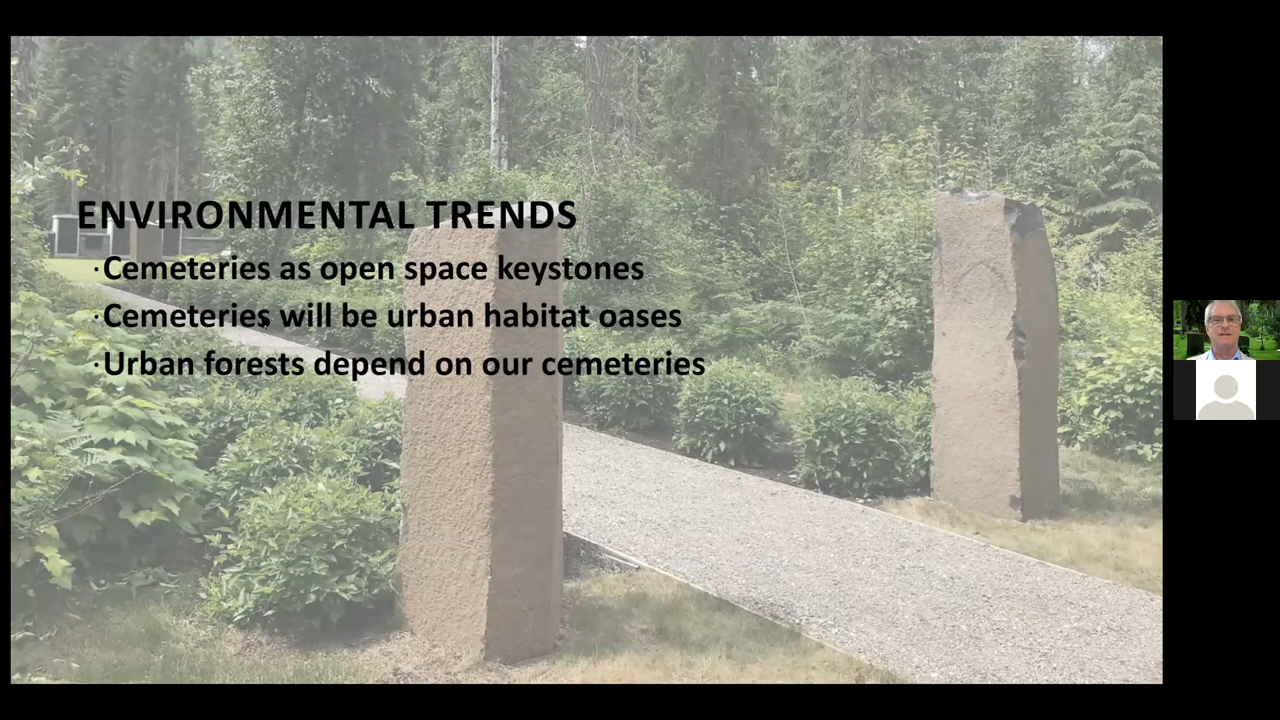 ENVIRONMENTAL TRENDS
·Cemeteries as open space keystones
·Cemeteries will be urban habitat oases
·Urban forests depend on our cemeteries